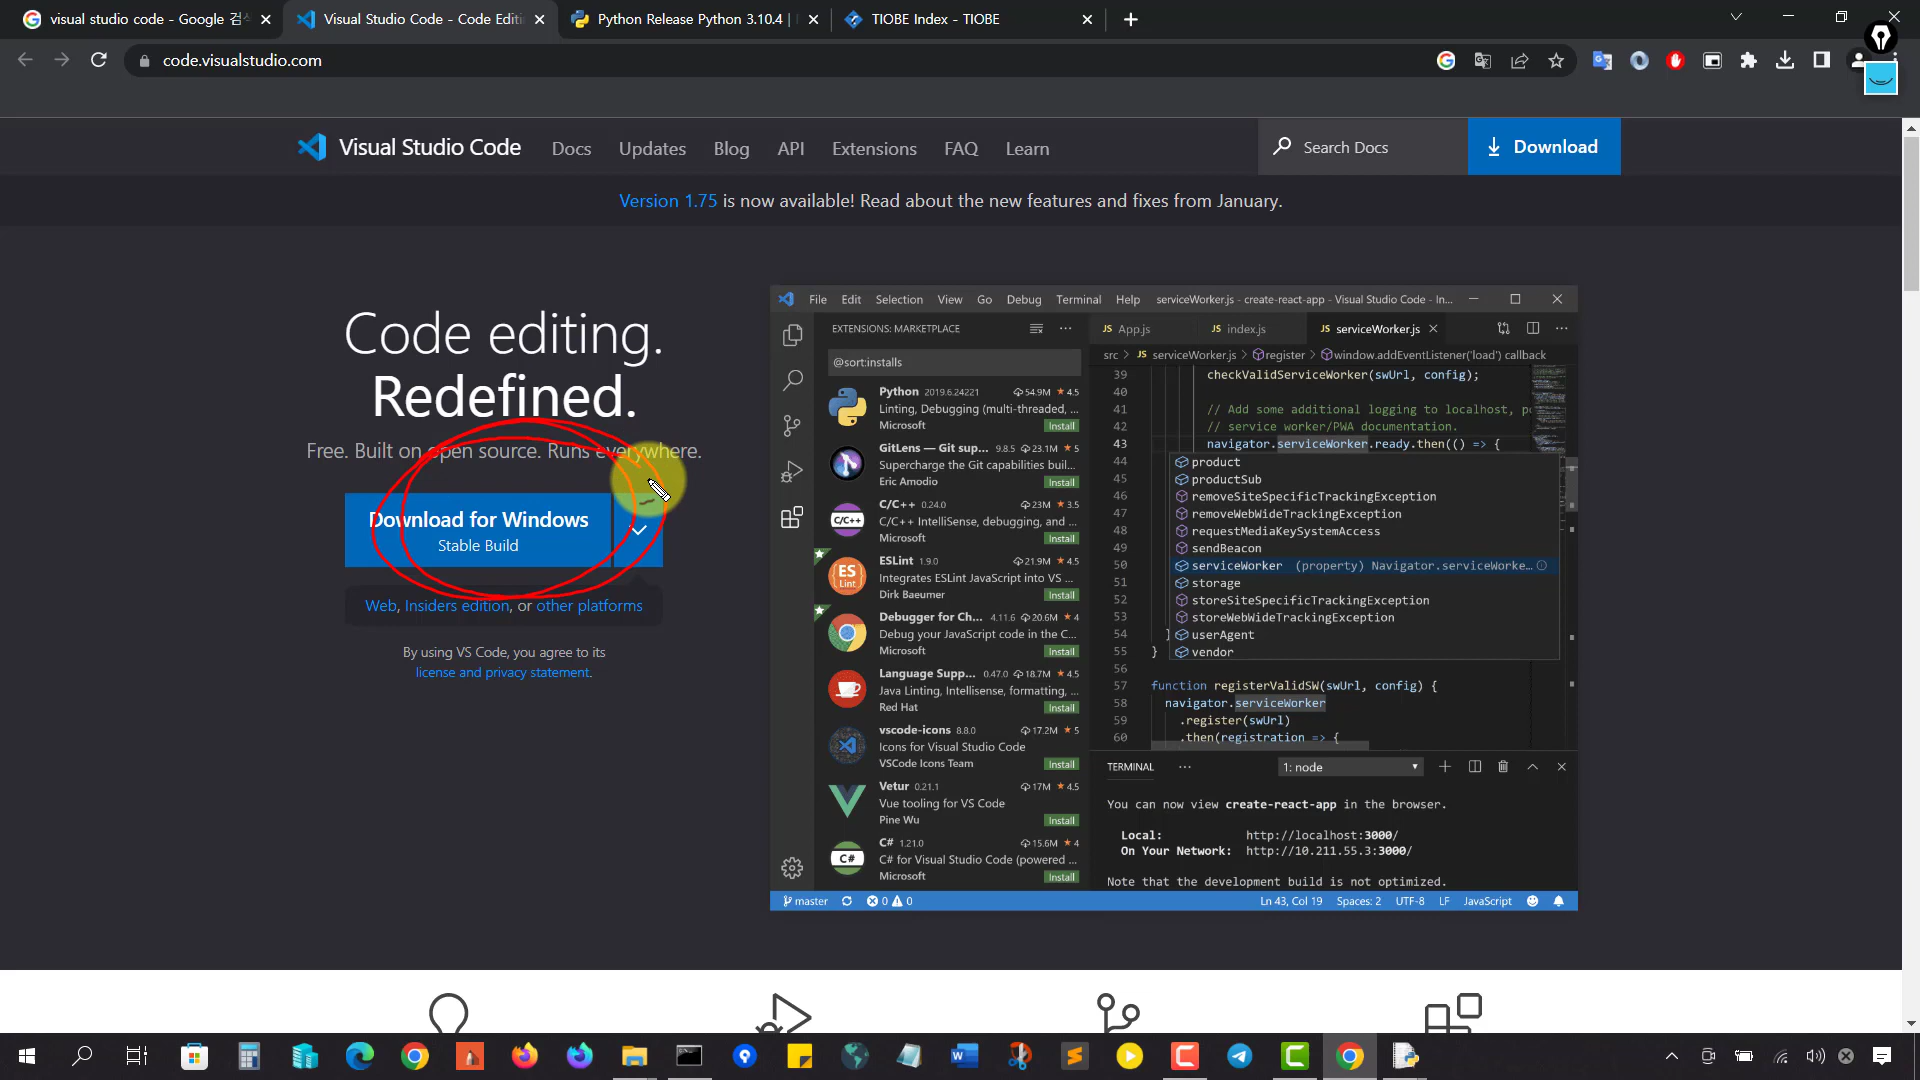 visual studio code - Google 검색
Visual Studio Code - Code Editi
Python Release Python 3.10.4 |
TIOBE Index - TIOBE
code.visualstudio.com
Visual Studio Code
Docs
Updates
Blog
API
Extensions
FAQ
Learn
Search Docs
Download
Version 1.75 is now available! Read about the new features and fixes from January.
Code editing.
Redefined.
Free. Built on open source. Runs everywhere.
Download for Windows
Stable Build
Web, Insiders edition, or other platforms
By using VS Code, you agree to its
license and privacy statement.
File Edit Selection View Go Debug Terminal Help serviceWorker.js - create-react-app - Visual Studio Code - In...
EXTENSIONS: MARKETPLACE
@sort:installs
Python 2019.6.24221 54.9M 4.5
Linting, Debugging (multi-threaded, ...
Microsoft Install
GitLens — Git sup... 9.8.5 23.1M 5
Supercharge the Git capabilities buil...
Eric Amodio Install
C/C++ 0.24.0 23M 3.5
C/C++ IntelliSense, debugging, and ...
Microsoft Install
ESLint 1.9.0 21.9M 4.5
Integrates ESLint JavaScript into VS ...
Dirk Baeumer Install
Debugger for Ch... 4.11.6 20.6M 4
Debug your JavaScript code in the C...
Microsoft Install
Language Supp... 0.47.0 18.7M 4.5
Java Linting, Intellisense, formatting, ...
Red Hat Install
vscode-icons 8.8.0 17.2M 5
Icons for Visual Studio Code
VSCode Icons Team Install
Vetur 0.21.1 17M 4.5
Vue tooling for VS Code
Pine Wu Install
C# 1.21.0 15.6M 4
C# for Visual Studio Code (powered ...
Microsoft Install
JS App.js JS index.js JS serviceWorker.js
src > JS serviceWorker.js > register > window.addEventListener('load') callback
39 checkValidServiceWorker(swUrl, config);
40
41 // Add some additional logging to localhost, p
42 // service worker/PWA documentation.
43 navigator.serviceWorker.ready.then(() => {
44 product
45 productSub
46 removeSiteSpecificTrackingException
47 removeWebWideTrackingException
48 requestMediaKeySystemAccess
49 sendBeacon
50 serviceWorker (property) Navigator.serviceWorke...
51 storage
52 storeSiteSpecificTrackingException
53 storeWebWideTrackingException
54 } userAgent
55 } vendor
56
57 function registerValidSW(swUrl, config) {
58 navigator.serviceWorker
59 .register(swUrl)
60 .then(registration => {
TERMINAL ... 1: node
You can now view create-react-app in the browser.
Local: http://localhost:3000/
On Your Network: http://10.211.55.3:3000/
Note that the development build is not optimized.
master 0 0 Ln 43, Col 19 Spaces: 2 UTF-8 LF JavaScript